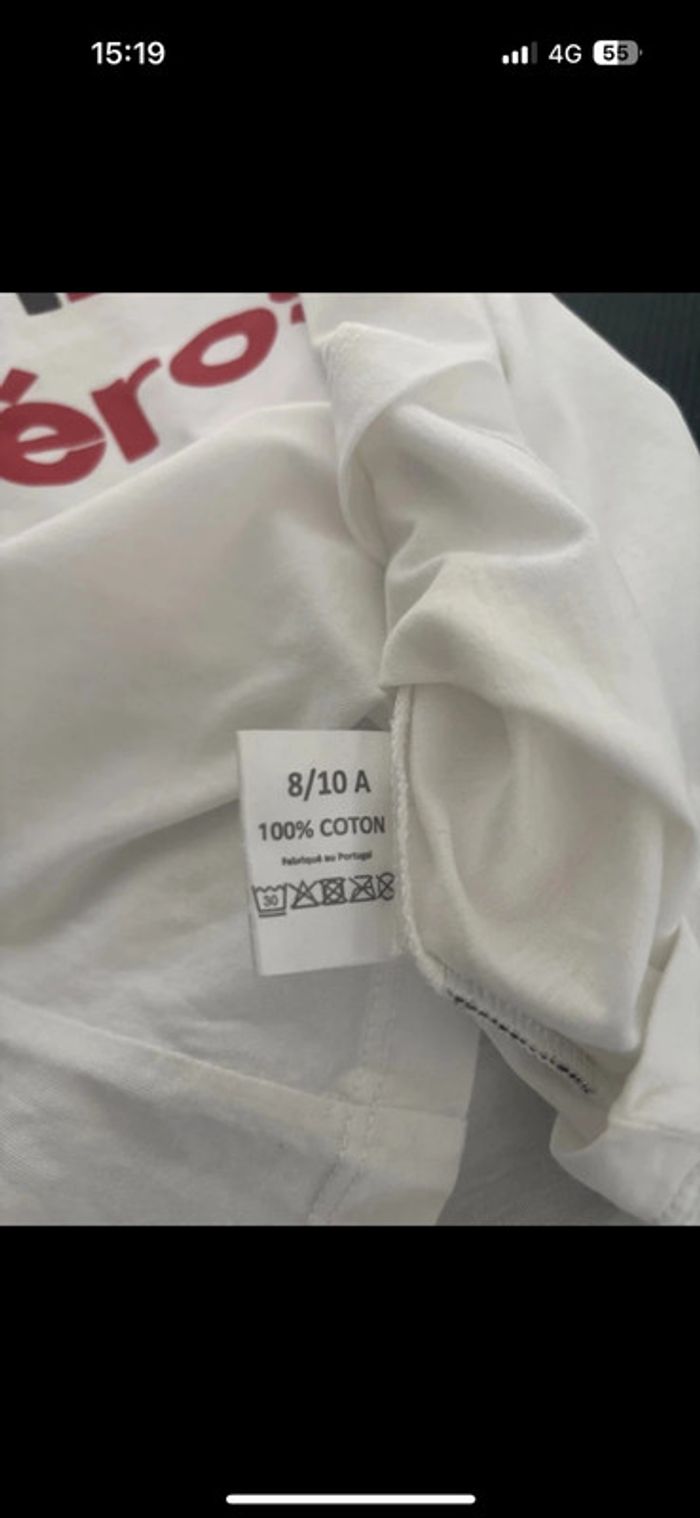 15:19
4G
55
éro
8/10 A
100% COTON
Fabriqué au Portugal
30